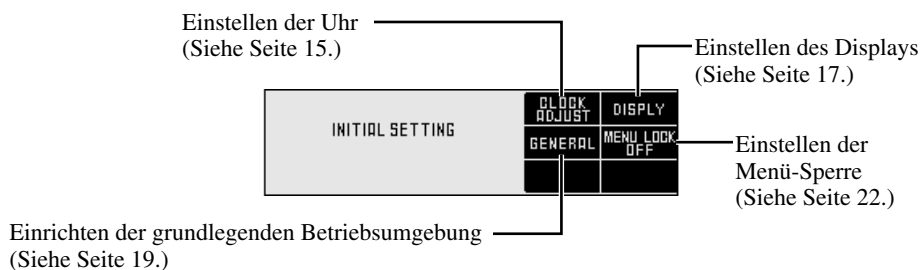 Einstellen der Uhr
(Siehe Seite 15.)
Einstellen des Displays
(Siehe Seite 17.)
INITIAL SETTING
CLOCK
ADJUST
DISPLY
GENERAL
MENU LOCK
OFF
Einstellen der
Menü-Sperre
(Siehe Seite 22.)
Einrichten der grundlegenden Betriebsumgebung
(Siehe Seite 19.)